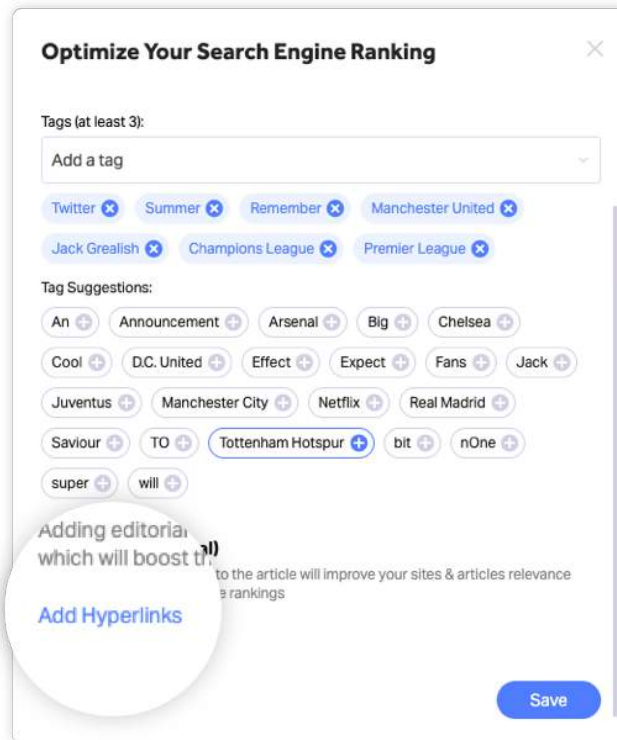 Optimize Your Search Engine Ranking
Tags (at least 3):
Add a tag
Twitter Summer Remember Manchester United
Jack Grealish Champions League Premier League
Tag Suggestions:
An Announcement Arsenal Big Chelsea
Cool D.C. United Effect Expect Fans Jack
Juventus Manchester City Netflix Real Madrid
Saviour TO Tottenham Hotspur bit nOne
super will
Adding editorial
which will boost
to the article will improve your sites & articles relevance
rankings
Add Hyperlinks
Save